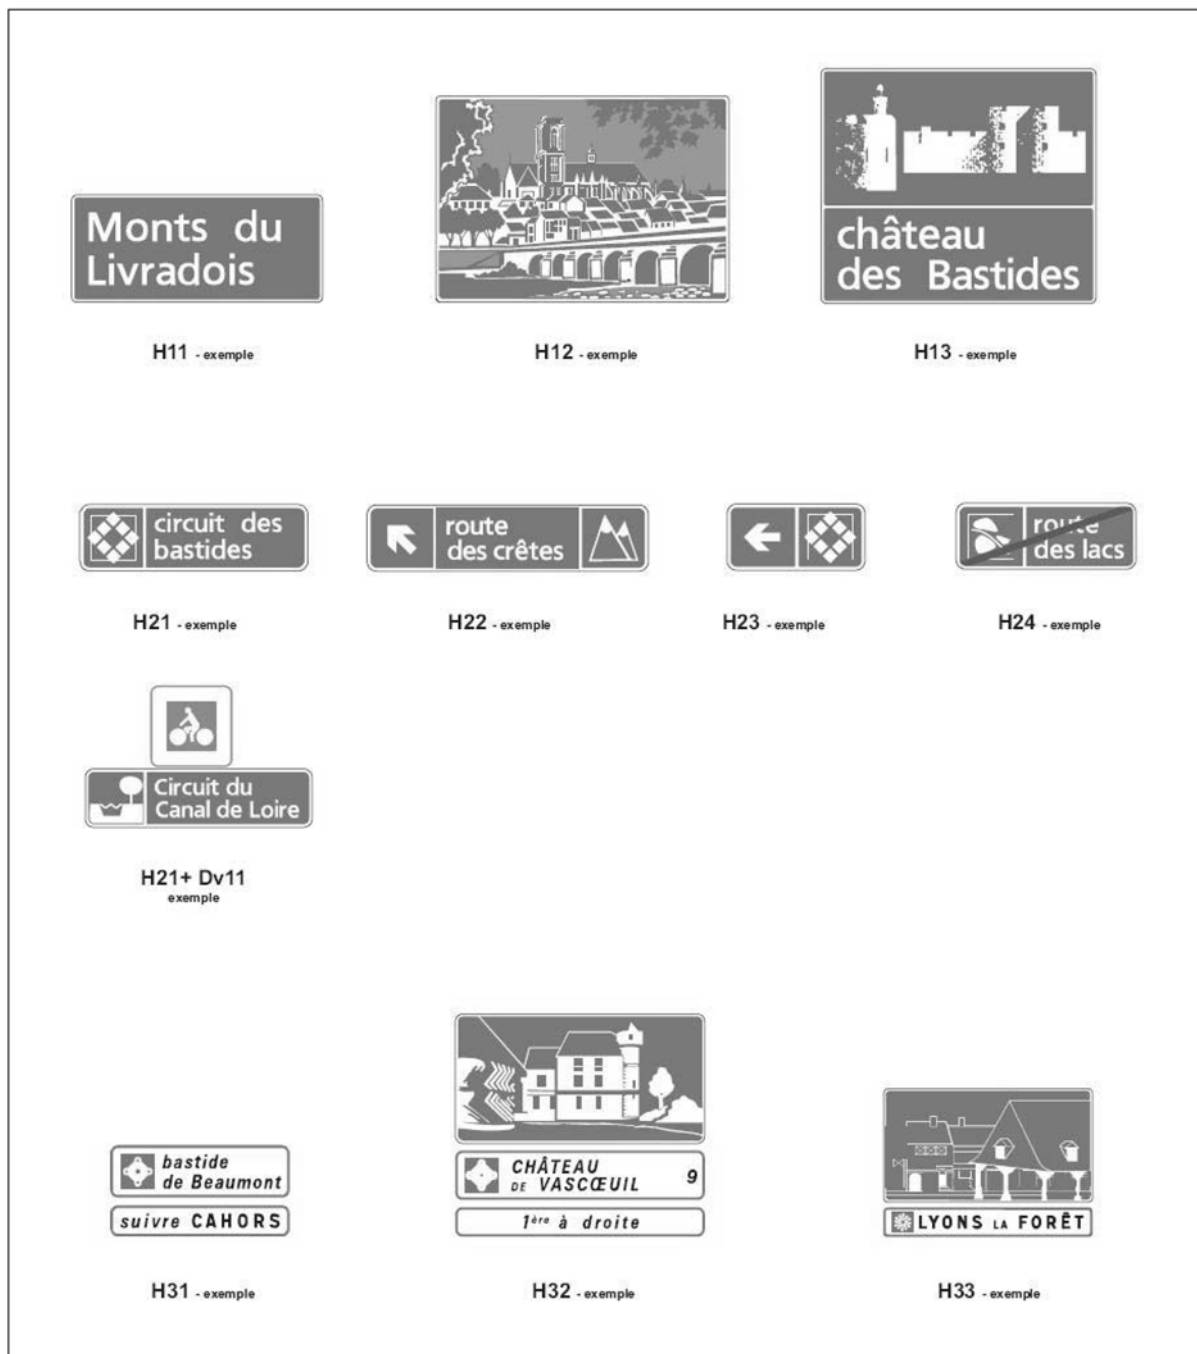 Monts du
Livradois
château
des Bastides
H11 - exemple
H12 - exemple
H13 - exemple
circuit des
bastides
route
des crêtes
route
des lacs
H21 - exemple
H22 - exemple
H23 - exemple
H24 - exemple
Circuit du
Canal de Loire
H21+ Dv11
exemple
bastide
de Beaumont
suivre CAHORS
CHÂTEAU
DE VASCŒUIL 9
1ère à droite
LYONS LA FORÊT
H31 - exemple
H32 - exemple
H33 - exemple